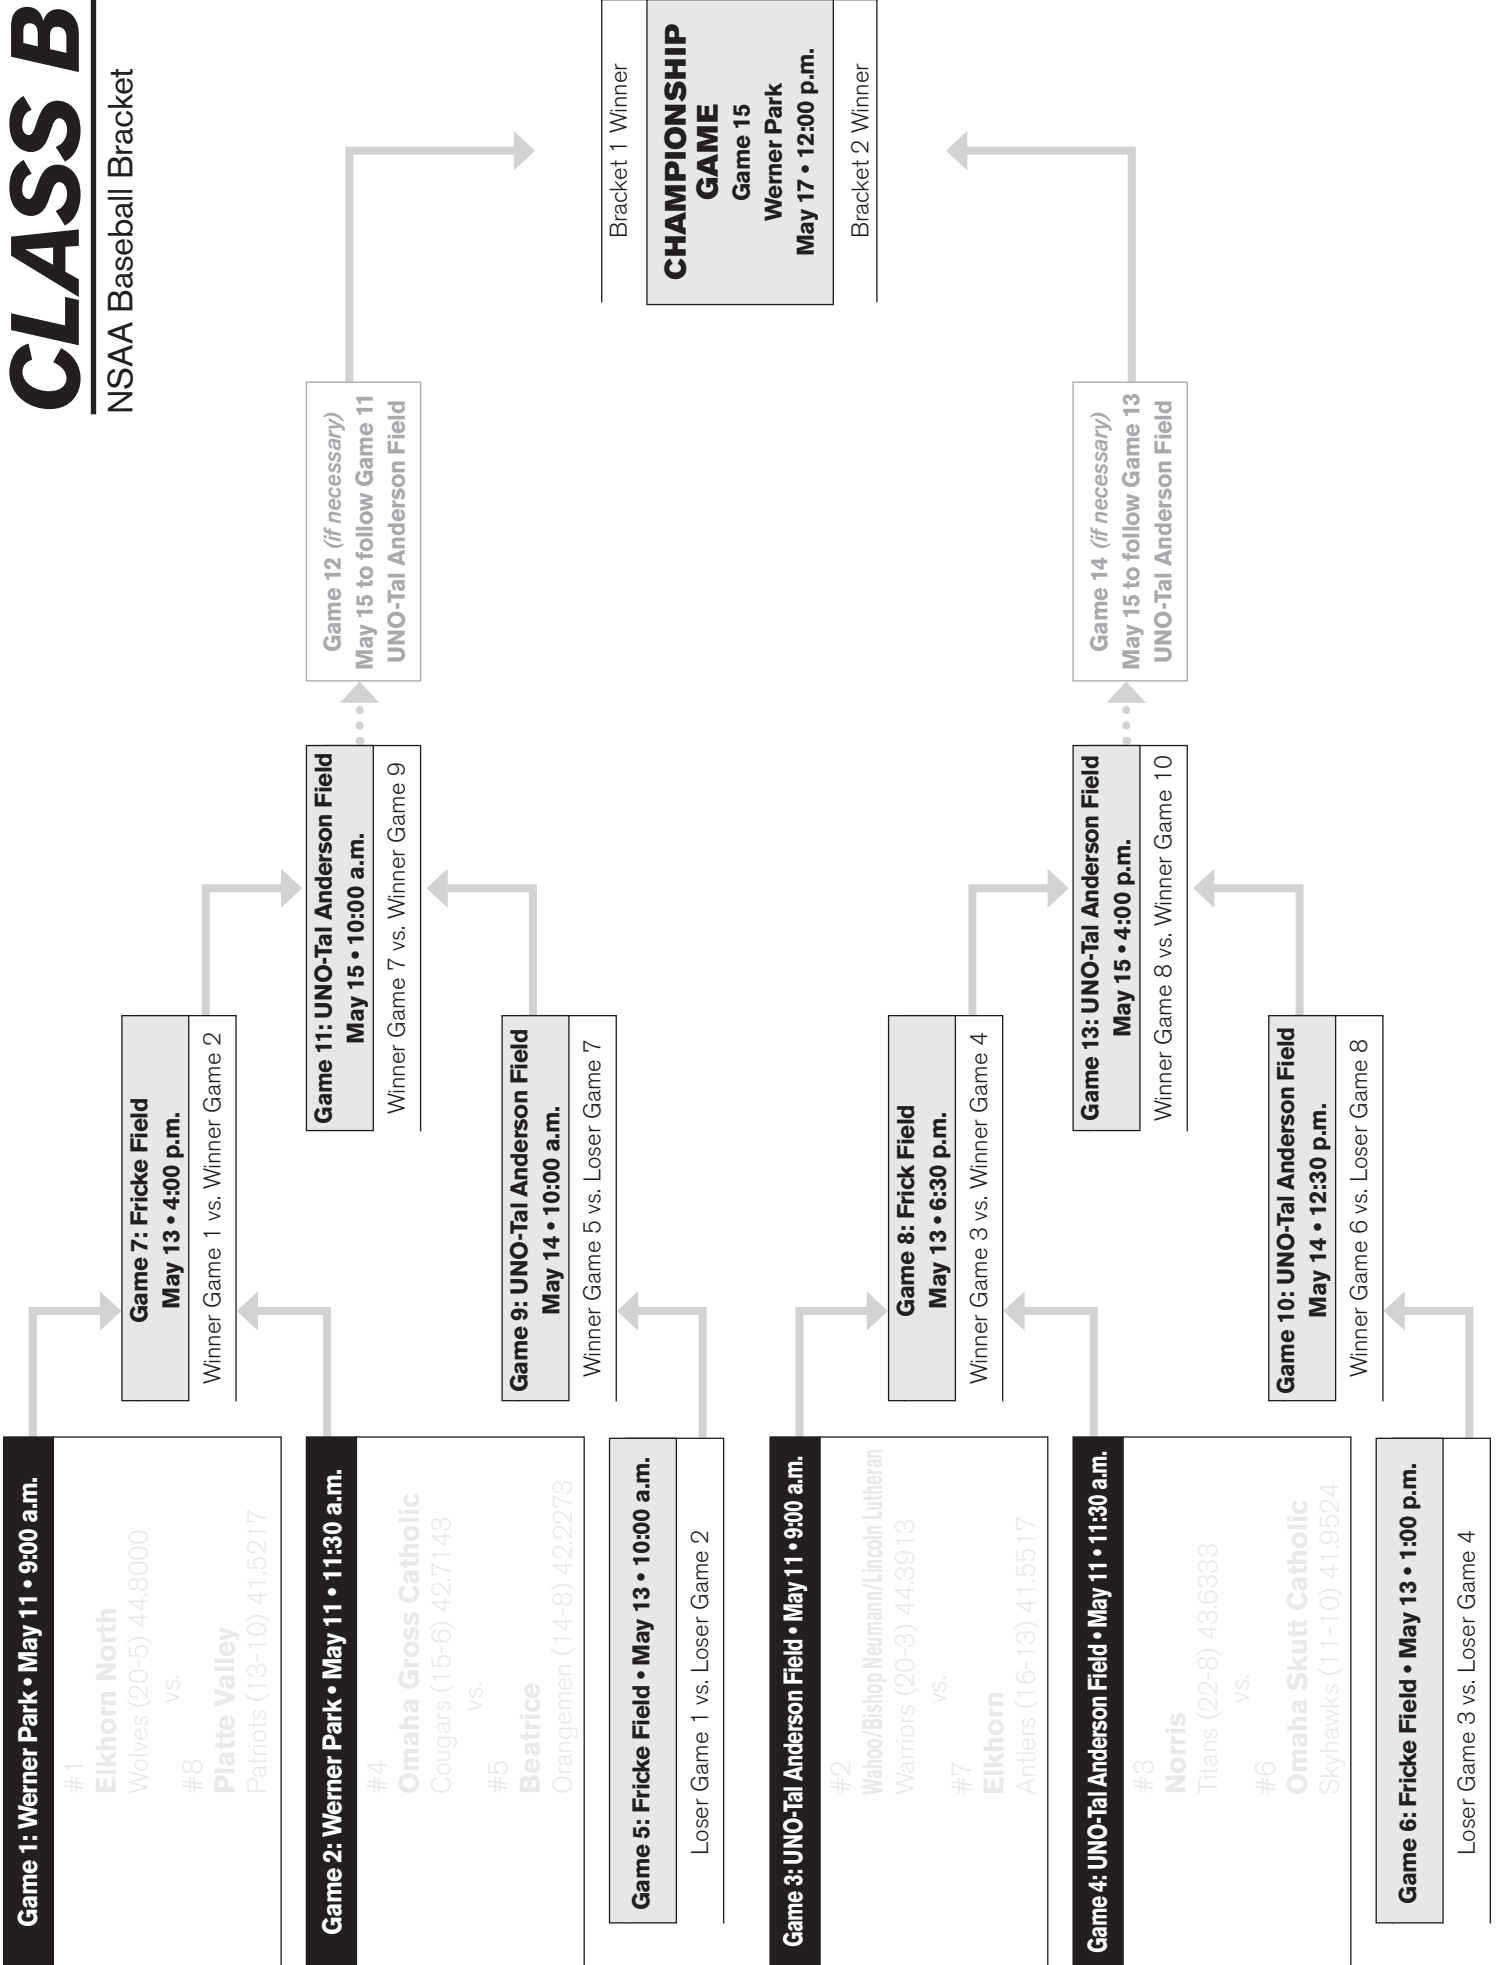 CLASS B
NSAA Baseball Bracket
Game 1: Werner Park • May 11 • 9:00 a.m.
#1
Elkhorn North
Wolves (20-5) 44.8000
vs.
#8
Platte Valley
Patriots (13-10) 41.5217
Game 2: Werner Park • May 11 • 11:30 a.m.
#4
Omaha Gross Catholic
Cougars (15-6) 42.7143
vs.
#5
Beatrice
Orangemen (14-8) 42.2273
Game 5: Fricke Field • May 13 • 10:00 a.m.
Loser Game 1 vs. Loser Game 2
Game 3: UNO-Tal Anderson Field • May 11 • 9:00 a.m.
#2
Wahoo/Bishop Neumann/Lincoln Lutheran
Warriors (20-3) 44.3913
vs.
#7
Elkhorn
Antlers (16-13) 41.5517
Game 4: UNO-Tal Anderson Field • May 11 • 11:30 a.m.
#3
Norris
Titans (22-8) 43.6333
vs.
#6
Omaha Skutt Catholic
Skyhawks (11-10) 41.9524
Game 6: Fricke Field • May 13 • 1:00 p.m.
Loser Game 3 vs. Loser Game 4
Game 7: Fricke Field
May 13 • 4:00 p.m.
Winner Game 1 vs. Winner Game 2
Game 9: UNO-Tal Anderson Field
May 14 • 10:00 a.m.
Winner Game 5 vs. Loser Game 7
Game 8: Frick Field
May 13 • 6:30 p.m.
Winner Game 3 vs. Winner Game 4
Game 10: UNO-Tal Anderson Field
May 14 • 12:30 p.m.
Winner Game 6 vs. Loser Game 8
Game 11: UNO-Tal Anderson Field
May 15 • 10:00 a.m.
Winner Game 7 vs. Winner Game 9
Game 13: UNO-Tal Anderson Field
May 15 • 4:00 p.m.
Winner Game 8 vs. Winner Game 10
Game 12 (if necessary)
May 15 to follow Game 11
UNO-Tal Anderson Field
Game 14 (if necessary)
May 15 to follow Game 13
UNO-Tal Anderson Field
Bracket 1 Winner
CHAMPIONSHIP
GAME
Game 15
Werner Park
May 17 • 12:00 p.m.
Bracket 2 Winner